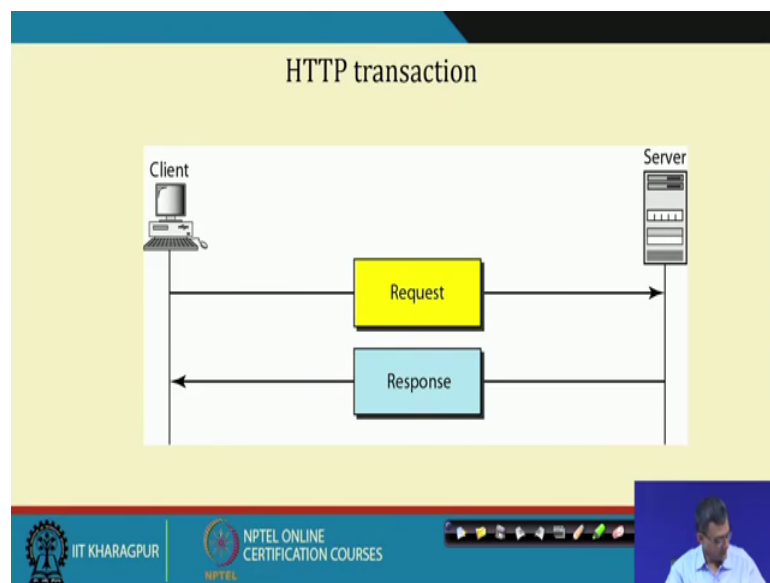 HTTP transaction
Client
Server
Request
Response
IIT KHARAGPUR
NPTEL
NPTEL ONLINE
CERTIFICATION COURSES